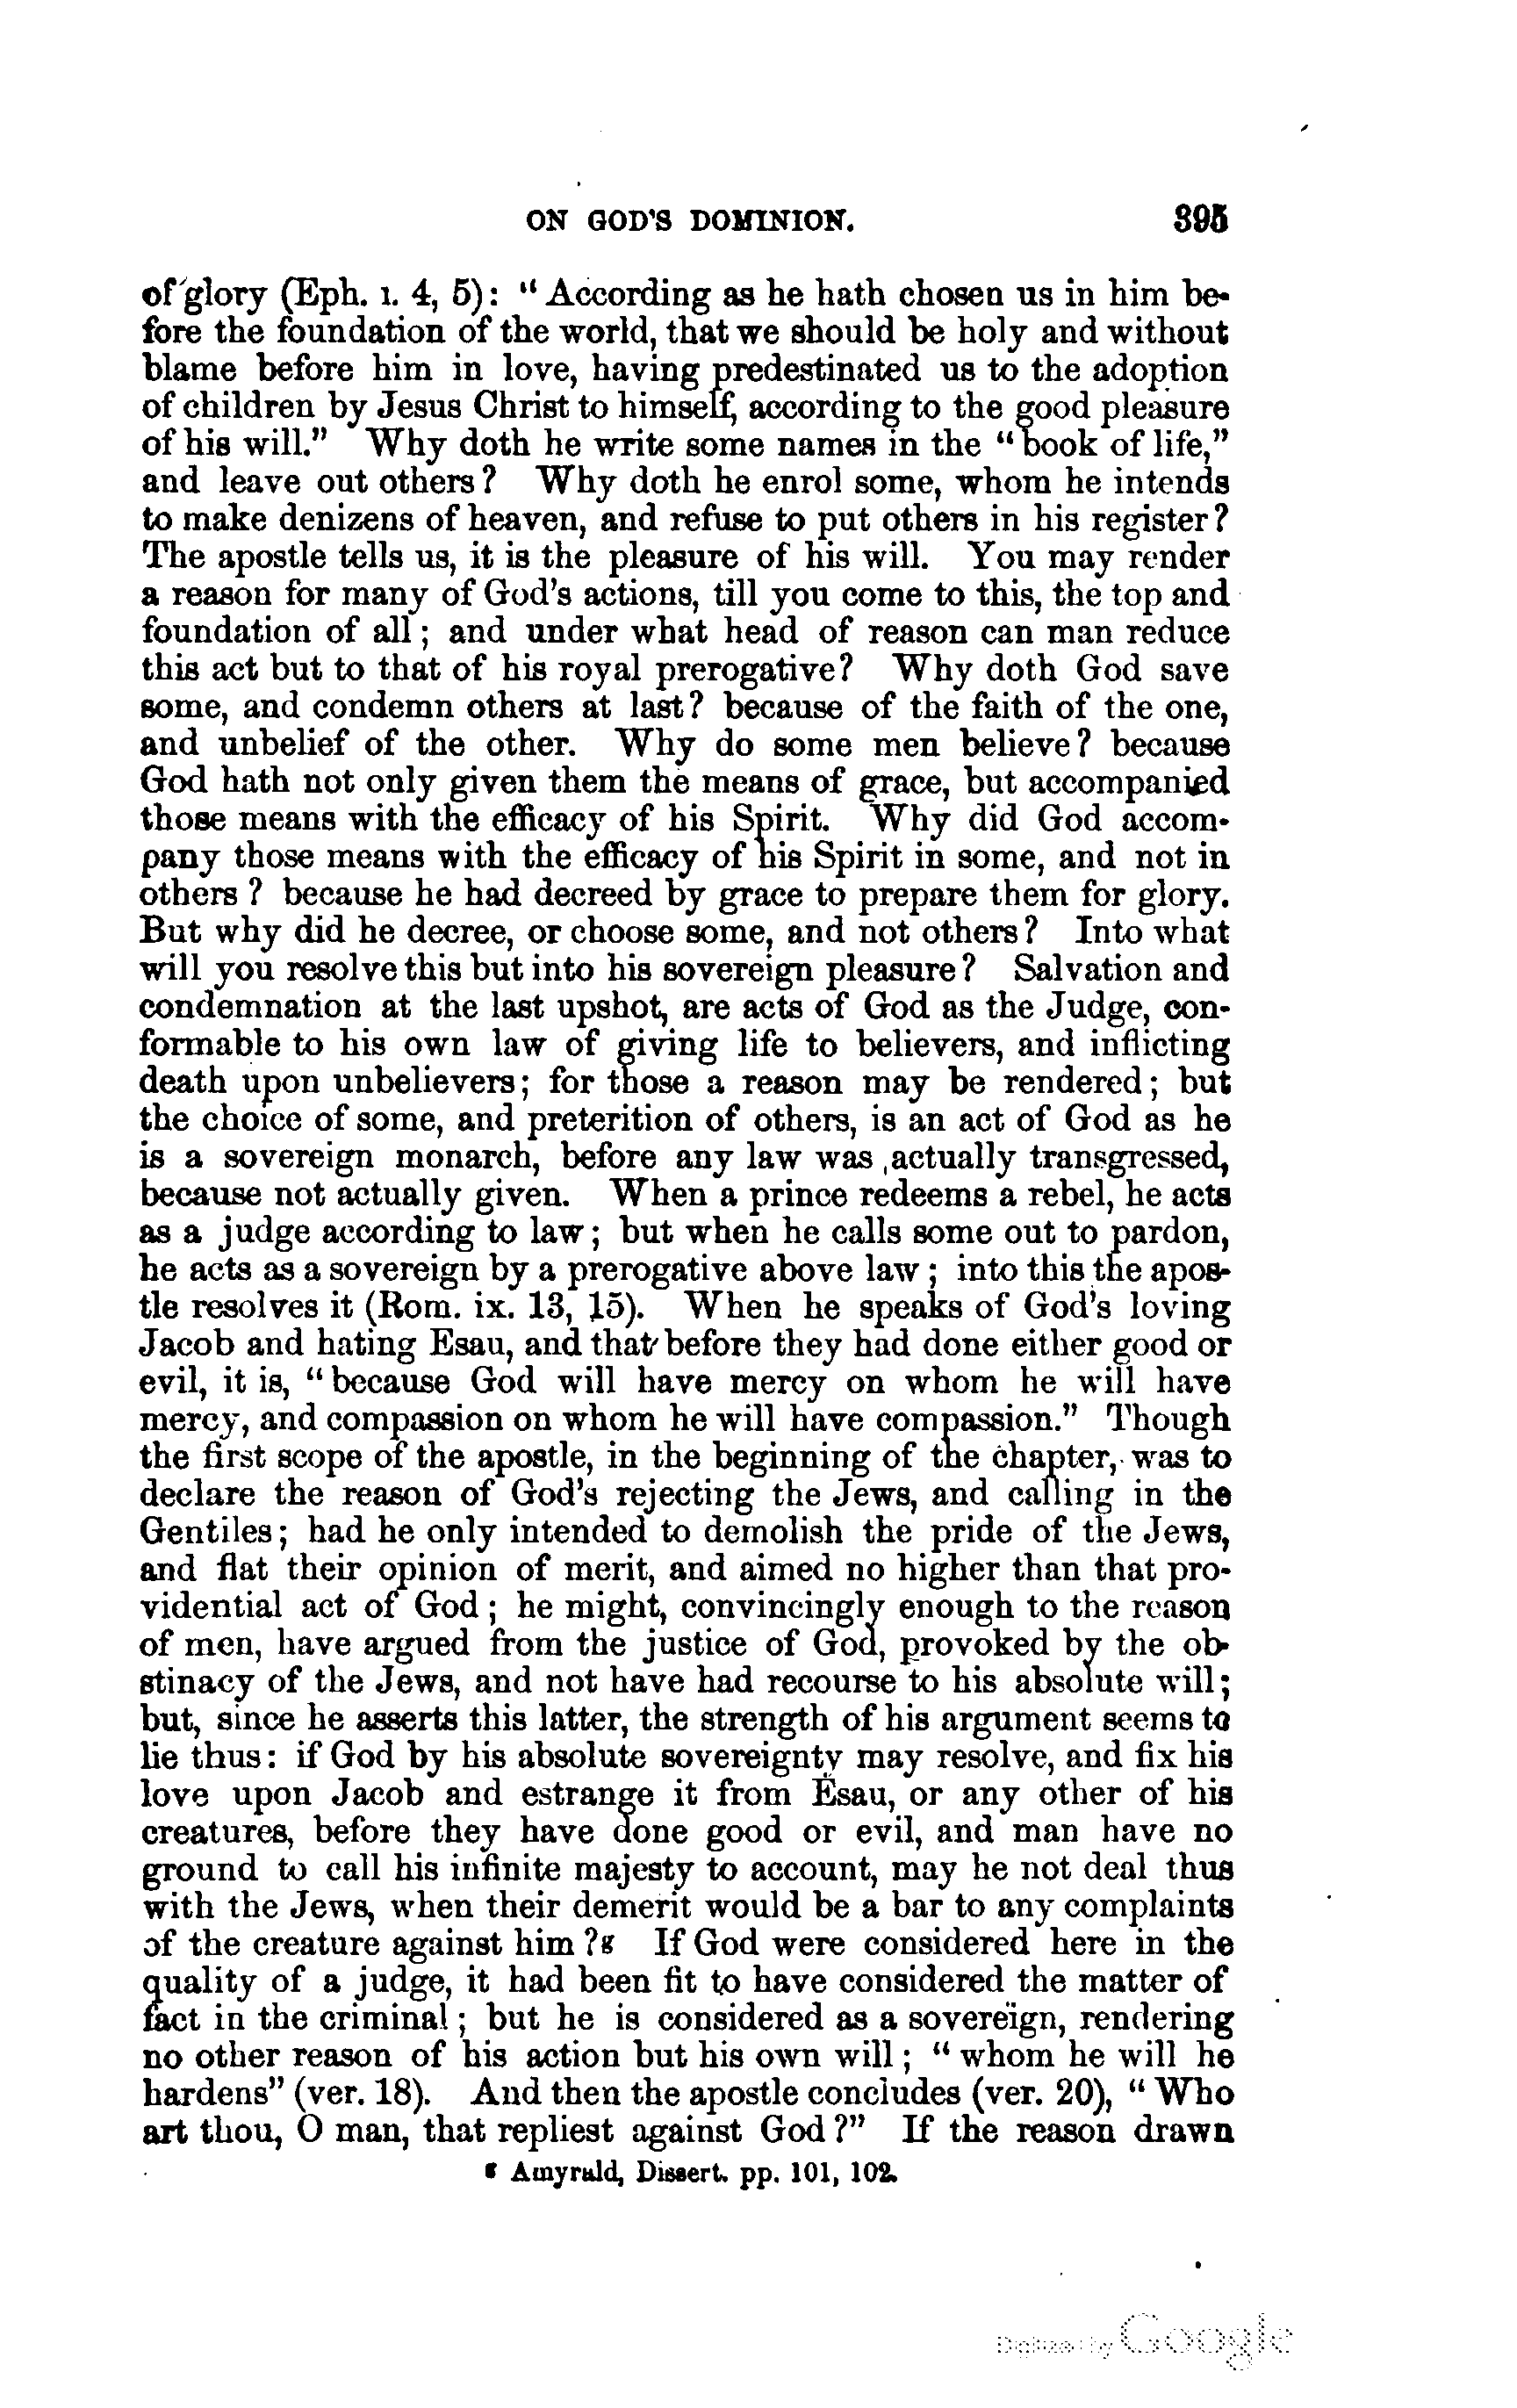 ON GOD'S DOMINION. 395
of glory (Eph. i. 4, 5): "According as he hath chosen us in him be-
fore the foundation of the world, that we should be holy and without
blame before him in love, having predestinated us to the adoption
of children by Jesus Christ to himself, according to the good pleasure
of his will." Why doth he write some names in the "book of life,"
and leave out others? Why doth he enrol some, whom he intends
to make denizens of heaven, and refuse to put others in his register?
The apostle tells us, it is the pleasure of his will. You may render
a reason for many of God's actions, till you come to this, the top and
foundation of all; and under what head of reason can man reduce
this act but to that of his royal prerogative? Why doth God save
some, and condemn others at last? because of the faith of the one,
and unbelief of the other. Why do some men believe? because
God hath not only given them the means of grace, but accompanied
those means with the efficacy of his Spirit. Why did God accom-
pany those means with the efficacy of his Spirit in some, and not in
others? because he had decreed by grace to prepare them for glory.
But why did he decree, or choose some, and not others? Into what
will you resolve this but into his sovereign pleasure? Salvation and
condemnation at the last upshot, are acts of God as the Judge, con-
formable to his own law of giving life to believers, and inflicting
death upon unbelievers; for those a reason may be rendered; but
the choice of some, and preterition of others, is an act of God as he
is a sovereign monarch, before any law was actually transgressed,
because not actually given. When a prince redeems a rebel, he acts
as a judge according to law; but when he calls some out to pardon,
he acts as a sovereign by a prerogative above law; into this the apos-
tle resolves it (Rom. ix. 13, 15). When he speaks of God's loving
Jacob and hating Esau, and that before they had done either good or
evil, it is, "because God will have mercy on whom he will have
mercy, and compassion on whom he will have compassion." Though
the first scope of the apostle, in the beginning of the chapter, was to
declare the reason of God's rejecting the Jews, and calling in the
Gentiles; had he only intended to demolish the pride of the Jews,
and flat their opinion of merit, and aimed no higher than that pro-
vidential act of God; he might, convincingly enough to the reason
of men, have argued from the justice of God, provoked by the ob-
stinacy of the Jews, and not have had recourse to his absolute will;
but, since he asserts this latter, the strength of his argument seems to
lie thus: if God by his absolute sovereignty may resolve, and fix his
love upon Jacob and estrange it from Esau, or any other of his
creatures, before they have done good or evil, and man have no
ground to call his infinite majesty to account, may he not deal thus
with the Jews, when their demerit would be a bar to any complaints
of the creature against him?g If God were considered here in the
quality of a judge, it had been fit to have considered the matter of
fact in the criminal; but he is considered as a sovereign, rendering
no other reason of his action but his own will; "whom he will he
hardens" (ver. 18). And then the apostle concludes (ver. 20), "Who
art thou, O man, that repliest against God?" If the reason drawn
g Amyrald, Dissert. pp. 101, 102.
Digitized by Google